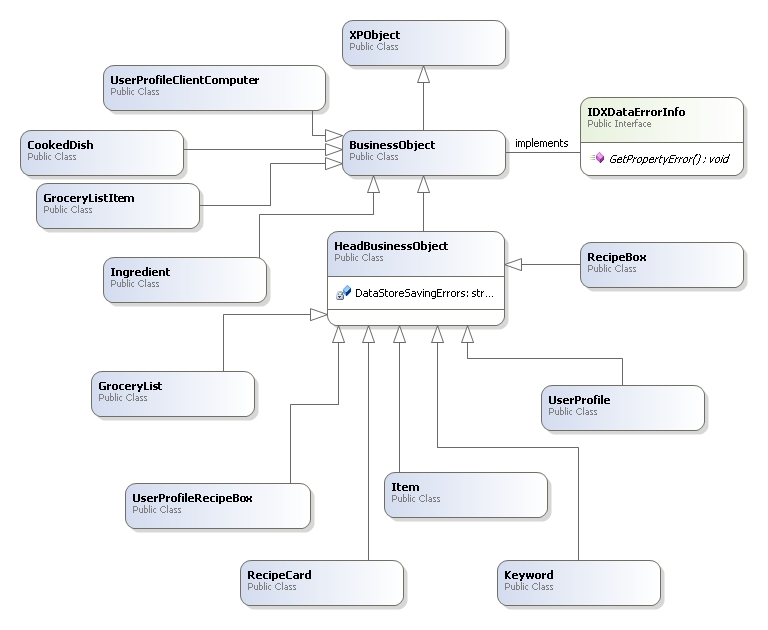 XPObject
Public Class
UserProfileClientComputer
Public Class
IDXDataErrorInfo
Public Interface
GetPropertyError() : void
CookedDish
Public Class
BusinessObject
Public Class
implements
GroceryListItem
Public Class
HeadBusinessObject
Public Class
DataStoreSavingErrors: str...
RecipeBox
Public Class
Ingredient
Public Class
GroceryList
Public Class
UserProfile
Public Class
UserProfileRecipeBox
Public Class
Item
Public Class
RecipeCard
Public Class
Keyword
Public Class